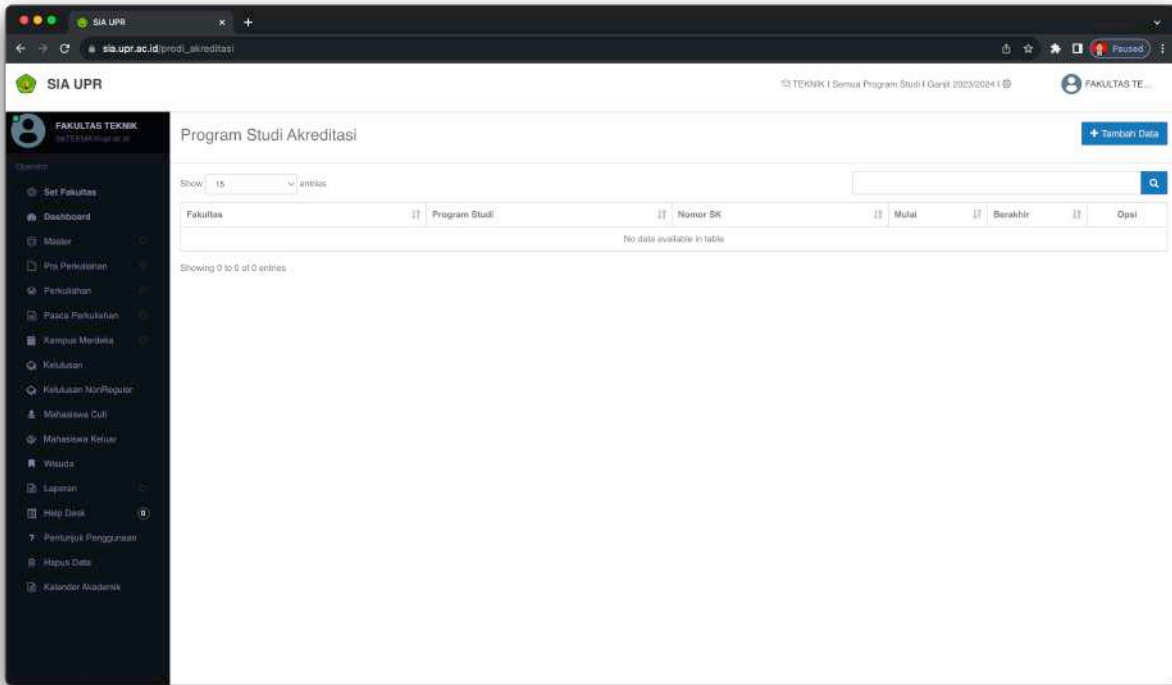 SIA UPR
sia.upr.ac.id/prodi_akreditasi
Paused
SIA UPR
TEKNIK | Semua Program Studi | Ganjil 2023/2024 |
FAKULTAS TE...
FAKULTAS TEKNIK
Program Studi Akreditasi
+ Tambah Data
Operator
Set Fakultas
Dashboard
Master
Pra Perkuliahan
Perkuliahan
Pasca Perkuliahan
Kampus Merdeka
Kelulusan
Kelulusan NonReguler
Mahasiswa Cuti
Mahasiswa Keluar
Wisuda
Laporan
Help Desk 0
? Pentunjuk Penggunaan
Hapus Data
Kalender Akademik
Show 15 entries
Fakultas Program Studi Nomor SK Mulai Berakhir Opsi
No data available in table
Showing 0 to 0 of 0 entries